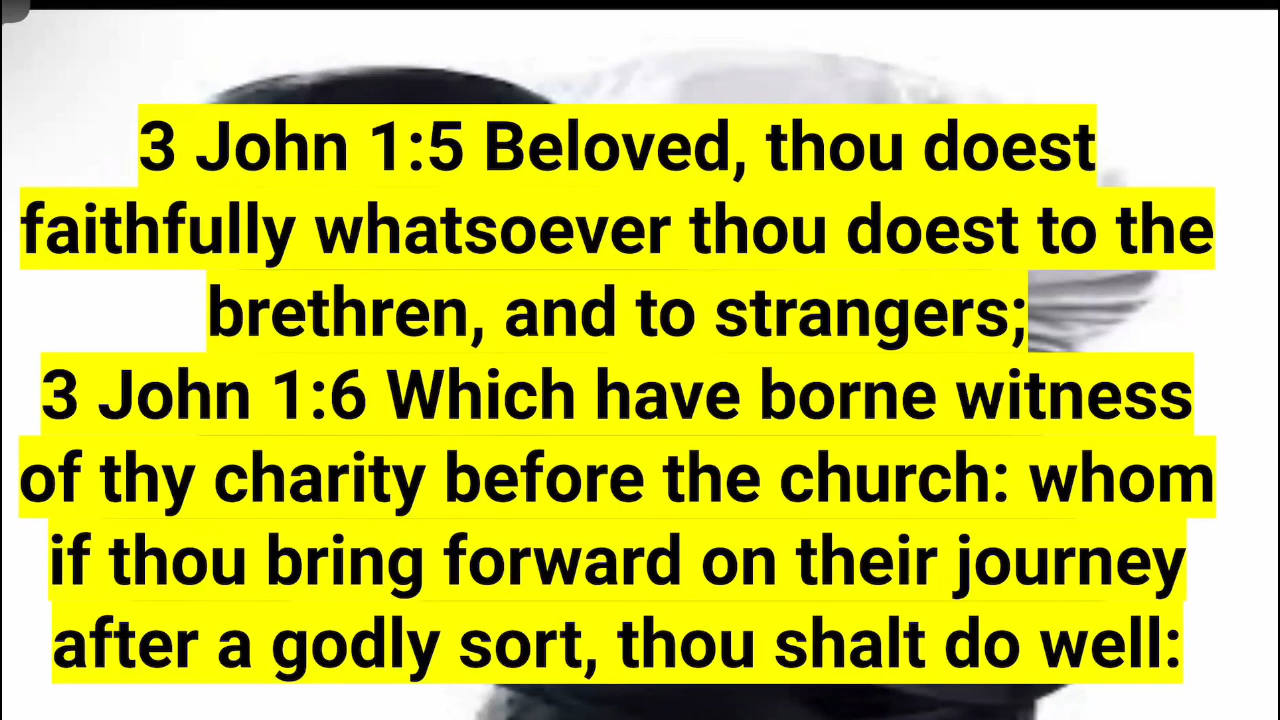 3 John 1:5 Beloved, thou doest
faithfully whatsoever thou doest to the
brethren, and to strangers;
3 John 1:6 Which have borne witness
of thy charity before the church: whom
if thou bring forward on their journey
after a godly sort, thou shalt do well: